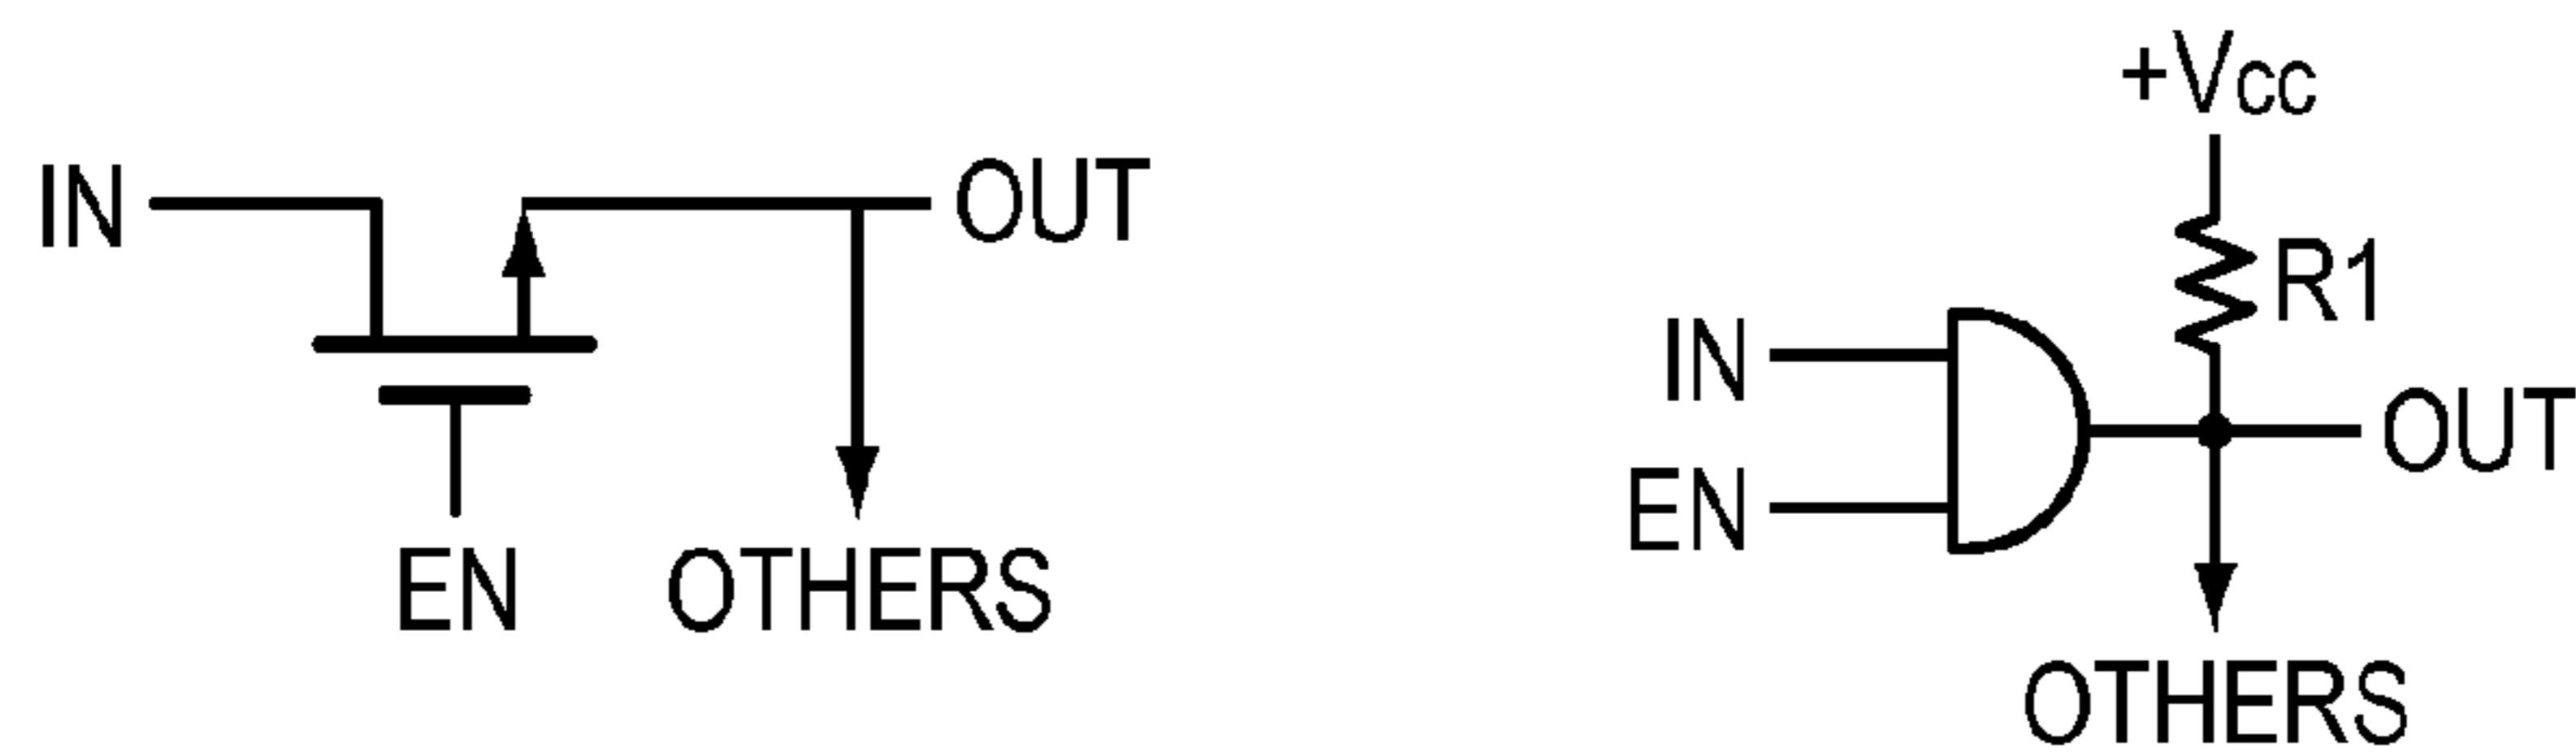 IN
OUT
EN
OTHERS
+Vcc
R1
IN
EN
OUT
OTHERS